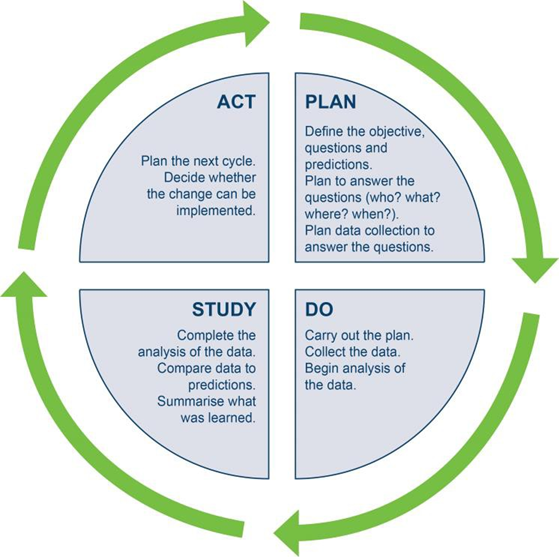 ACT
Plan the next cycle.
Decide whether
the change can be
implemented.
PLAN
Define the objective,
questions and
predictions.
Plan to answer the
questions (who? what?
where? when?).
Plan data collection to
answer the questions.
STUDY
Complete the
analysis of the data.
Compare data to
predictions.
Summarise what
was learned.
DO
Carry out the plan.
Collect the data.
Begin analysis of
the data.